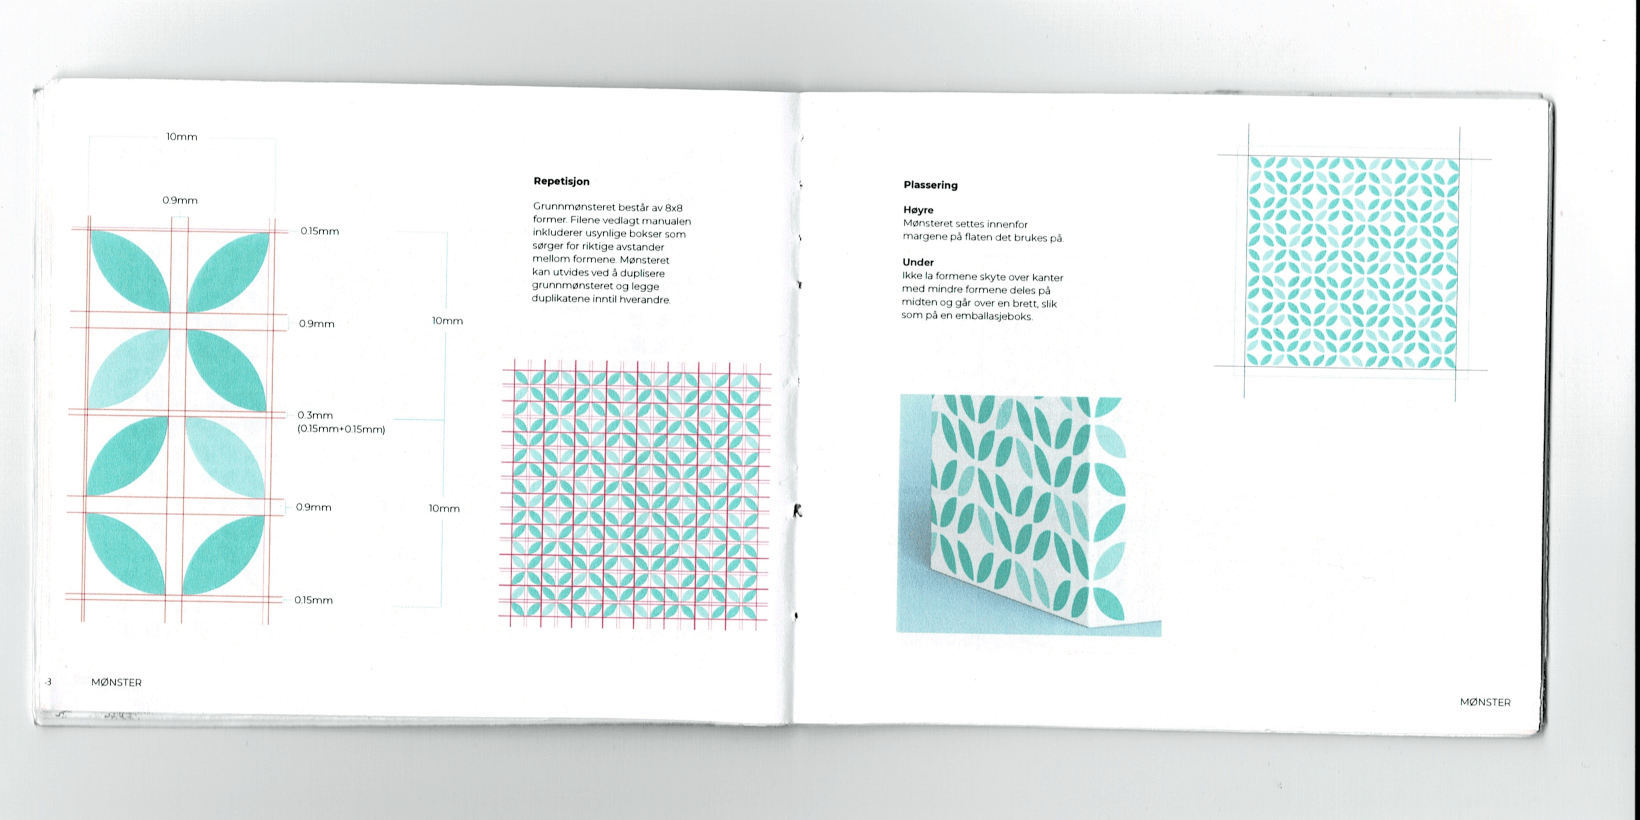 10mm
0.9mm
0.15mm
0.9mm
10mm
0.3mm
(0.15mm+0.15mm)
0.9mm
10mm
0.15mm
Repetisjon
Grunnmønsteret består av 8x8
former. Filene vedlagt manualen
inkluderer usynlige bokser som
sørger for riktige avstander
mellom formene. Mønsteret
kan utvides ved å duplisere
grunnmønsteret og legge
duplikatene inntil hverandre.
3
MØNSTER
Plassering
Høyre
Mønsteret settes innenfor
margene på flaten det brukes på.
Under
Ikke la formene skyte over kanter
med mindre formene deles på
midten og går over en brett, slik
som på en emballasjeboks.
MØNSTER